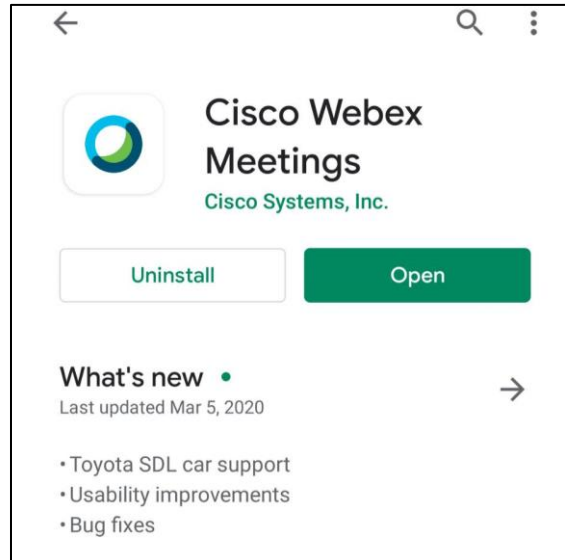 Cisco Webex
Meetings
Cisco Systems, Inc.
Uninstall Open
What's new •
Last updated Mar 5, 2020
• Toyota SDL car support
• Usability improvements
• Bug fixes